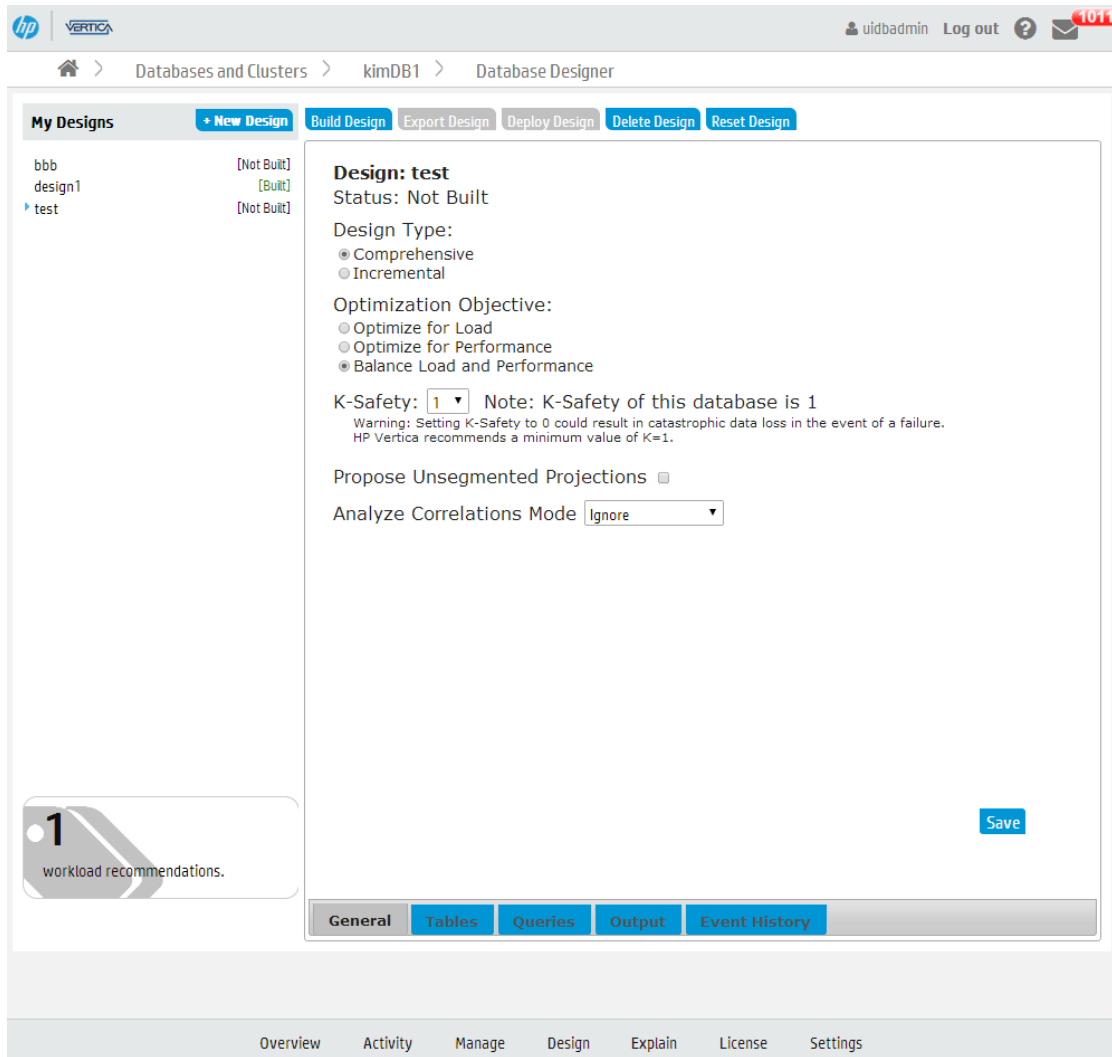 hp VERTICA uidbadmin Log out ? 1011
Databases and Clusters > kimDB1 > Database Designer
My Designs + New Design Build Design Export Design Deploy Design Delete Design Reset Design
bbb [Not Built]
design1 [Built]
test [Not Built]
Design: test
Status: Not Built
Design Type:
Comprehensive
Incremental
Optimization Objective:
Optimize for Load
Optimize for Performance
Balance Load and Performance
K-Safety: 1 Note: K-Safety of this database is 1
Warning: Setting K-Safety to 0 could result in catastrophic data loss in the event of a failure.
HP Vertica recommends a minimum value of K=1.
Propose Unsegmented Projections
Analyze Correlations Mode Ignore
1
workload recommendations.
Save
General Tables Queries Output Event History
Overview Activity Manage Design Explain License Settings